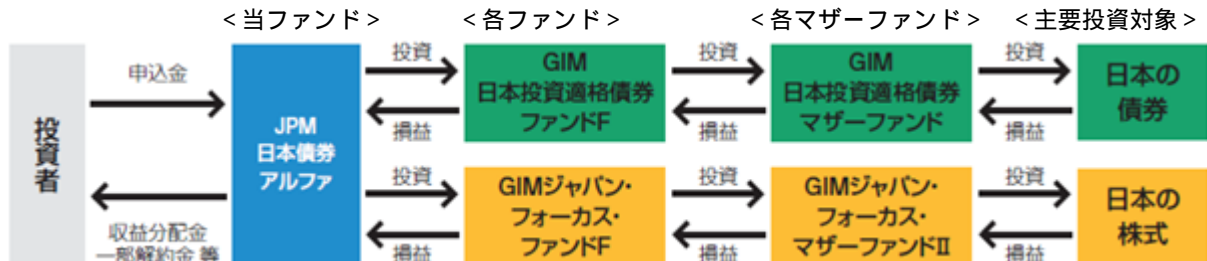 <当ファンド>
<各ファンド>
<各マザーファンド>
<主要投資対象>
投資者
申込金
収益分配金
一部解約金 等
JPM
日本債券
アルファ
投資
損益
GIM
日本投資適格債券
ファンドF
投資
損益
GIM
日本投資適格債券
マザーファンド
投資
損益
日本の
債券
投資
損益
GIMジャパン・
フォーカス・
ファンドF
投資
損益
GIMジャパン・
フォーカス・
マザーファンドII
投資
損益
日本の
株式